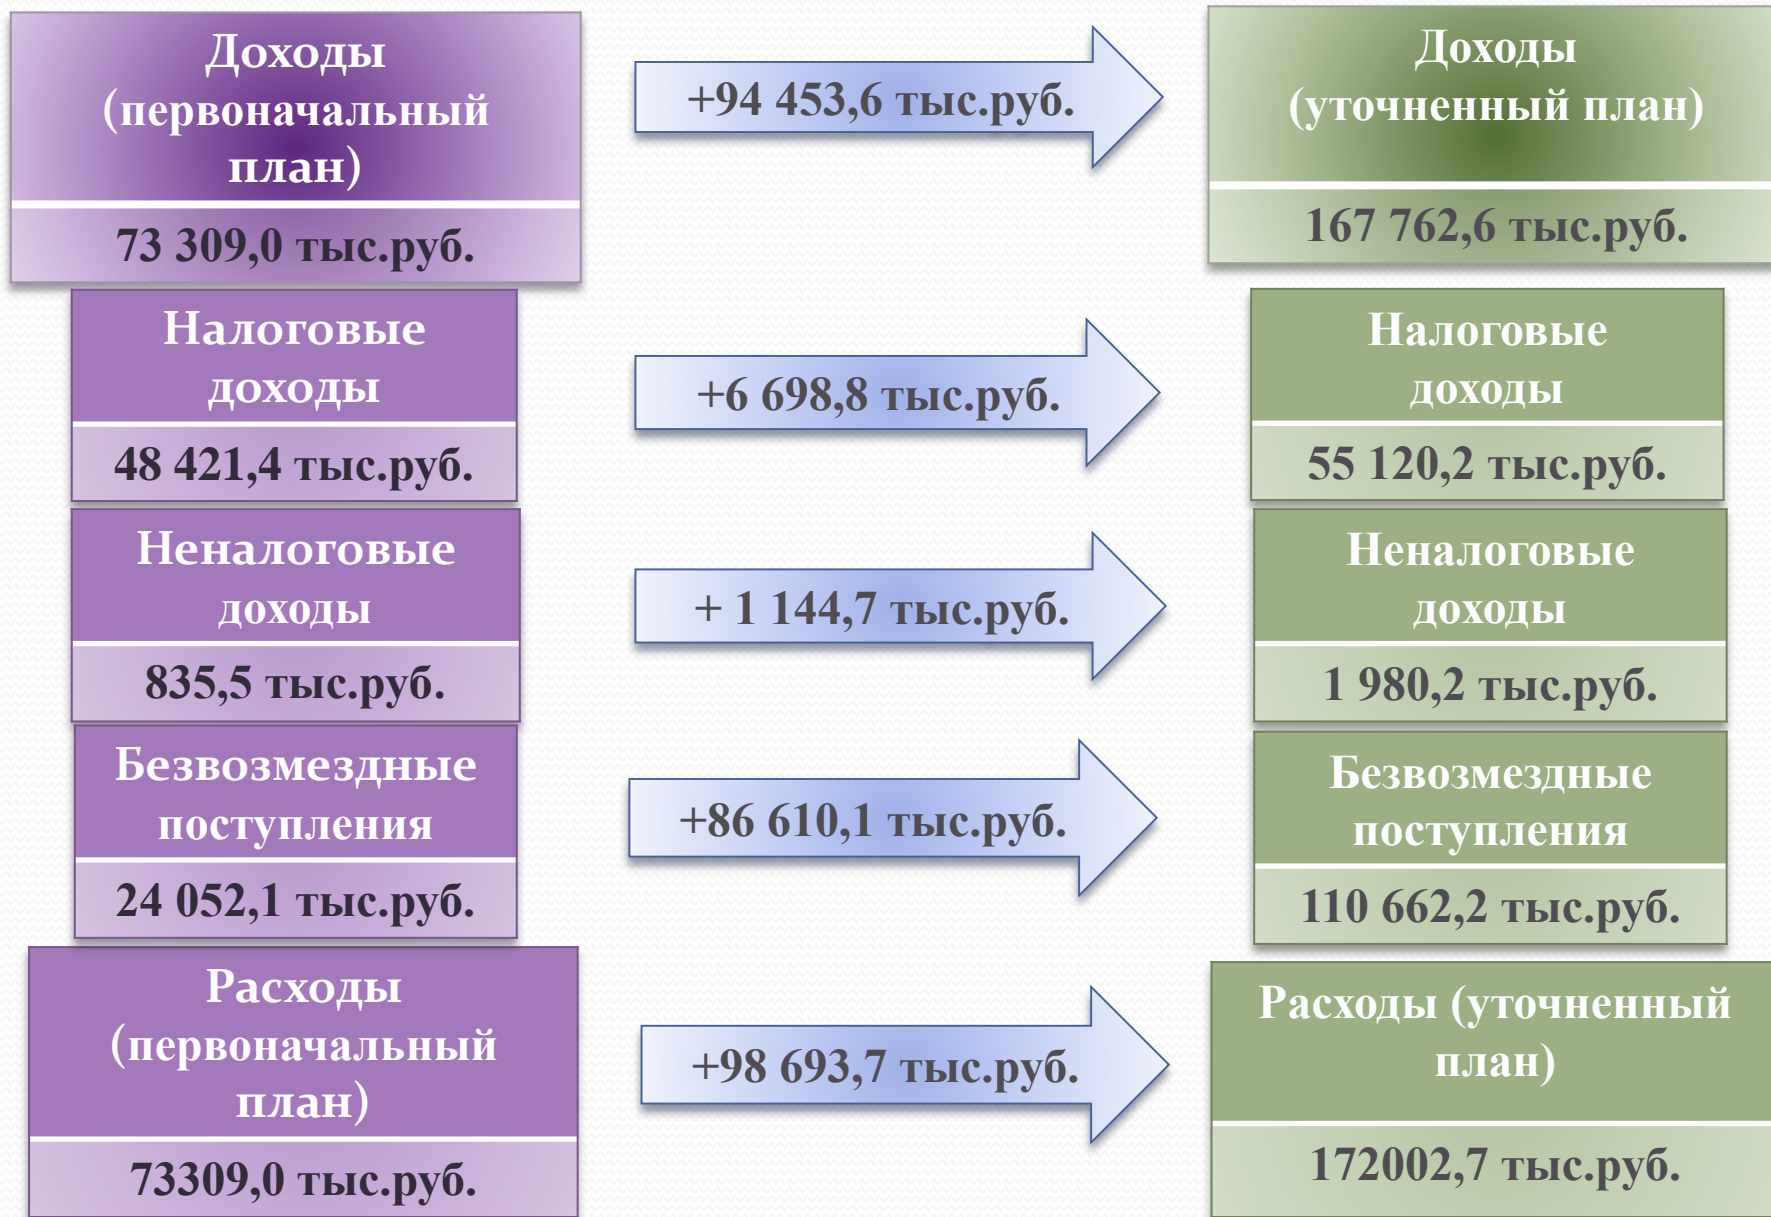 Доходы
(первоначальный
план)
73 309,0 тыс.руб.
+94 453,6 тыс.руб.
Доходы
(уточненный план)
167 762,6 тыс.руб.
Налоговые
доходы
48 421,4 тыс.руб.
+6 698,8 тыс.руб.
Налоговые
доходы
55 120,2 тыс.руб.
Неналоговые
доходы
835,5 тыс.руб.
+ 1 144,7 тыс.руб.
Неналоговые
доходы
1 980,2 тыс.руб.
Безвозмездные
поступления
24 052,1 тыс.руб.
+86 610,1 тыс.руб.
Безвозмездные
поступления
110 662,2 тыс.руб.
Расходы
(первоначальный
план)
73309,0 тыс.руб.
+98 693,7 тыс.руб.
Расходы (уточненный
план)
172002,7 тыс.руб.